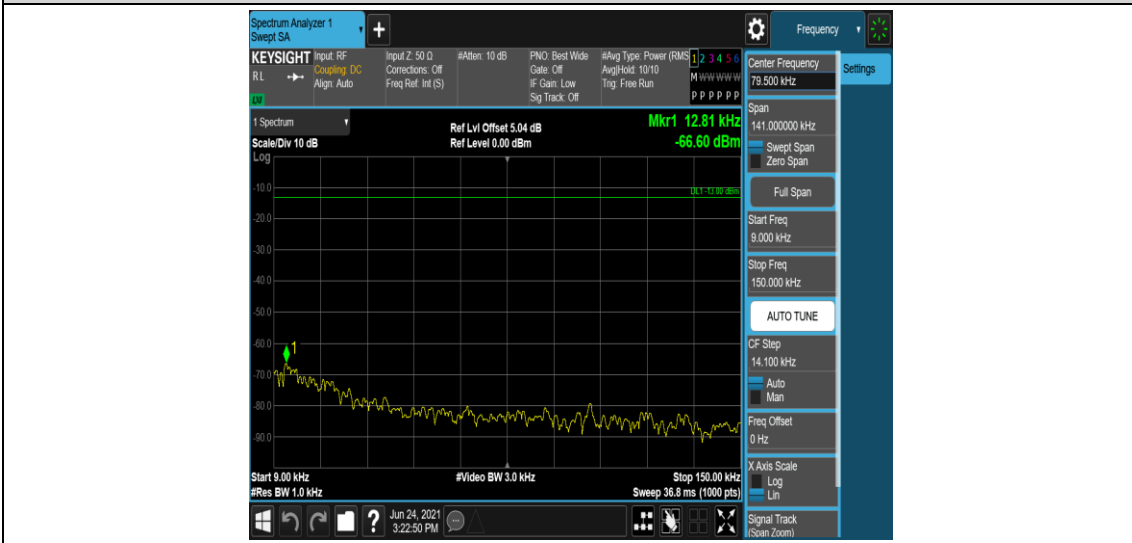 Spectrum Analyzer 1
Swept SA
+
Frequency
KEYSIGHT
RL
LXI
Input: RF
Coupling: DC
Align: Auto
Input Z: 50 Ω
Corrections: Off
Freq Ref: Int (S)
#Atten: 10 dB
PNO: Best Wide
Gate: Off
IF Gain: Low
Sig Track: Off
#Avg Type: Power (RMS
Avg|Hold: 10/10
Trig: Free Run
1 2 3 4 5 6
M W W W W W
P P P P P P
1 Spectrum
Scale/Div 10 dB
Log
Ref Lvl Offset 5.04 dB
Ref Level 0.00 dBm
Mkr1 12.81 kHz
-66.60 dBm
DL1 -13.00 dBm
-10.0
-20.0
-30.0
-40.0
-50.0
-60.0
1
-70.0
-80.0
-90.0
Start 9.00 kHz
#Res BW 1.0 kHz
#Video BW 3.0 kHz
Stop 150.00 kHz
Sweep 36.8 ms (1000 pts)
?
Jun 24, 2021
3:22:50 PM
Center Frequency
79.500 kHz
Settings
Span
141.000000 kHz
Swept Span
Zero Span
Full Span
Start Freq
9.000 kHz
Stop Freq
150.000 kHz
AUTO TUNE
CF Step
14.100 kHz
Auto
Man
Freq Offset
0 Hz
X Axis Scale
Log
Lin
Signal Track
(Span Zoom)